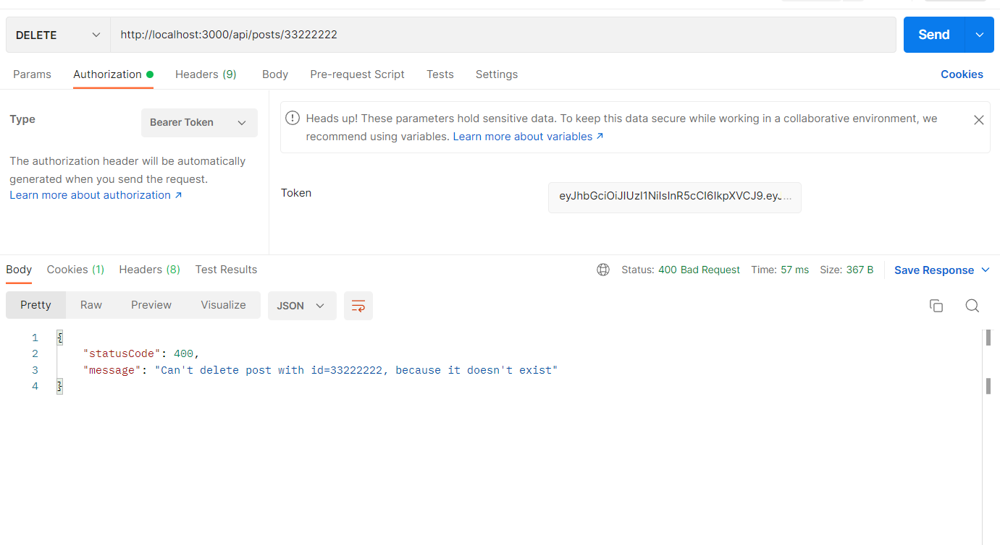 DELETE
http://localhost:3000/api/posts/33222222
Send
Params
Authorization
Headers (9)
Body
Pre-request Script
Tests
Settings
Cookies
Type
Bearer Token
The authorization header will be automatically
generated when you send the request.
Learn more about authorization ↗
Heads up! These parameters hold sensitive data. To keep this data secure while working in a collaborative environment, we
recommend using variables. Learn more about variables ↗
Token
eyJhbGciOiJIUzI1NiIsInR5cCI6IkpXVCJ9.eyJ...
Body
Cookies (1)
Headers (8)
Test Results
Status: 400 Bad Request
Time: 57 ms
Size: 367 B
Save Response
Pretty
Raw
Preview
Visualize
JSON
1 {
2 "statusCode": 400,
3 "message": "Can't delete post with id=33222222, because it doesn't exist"
4 }